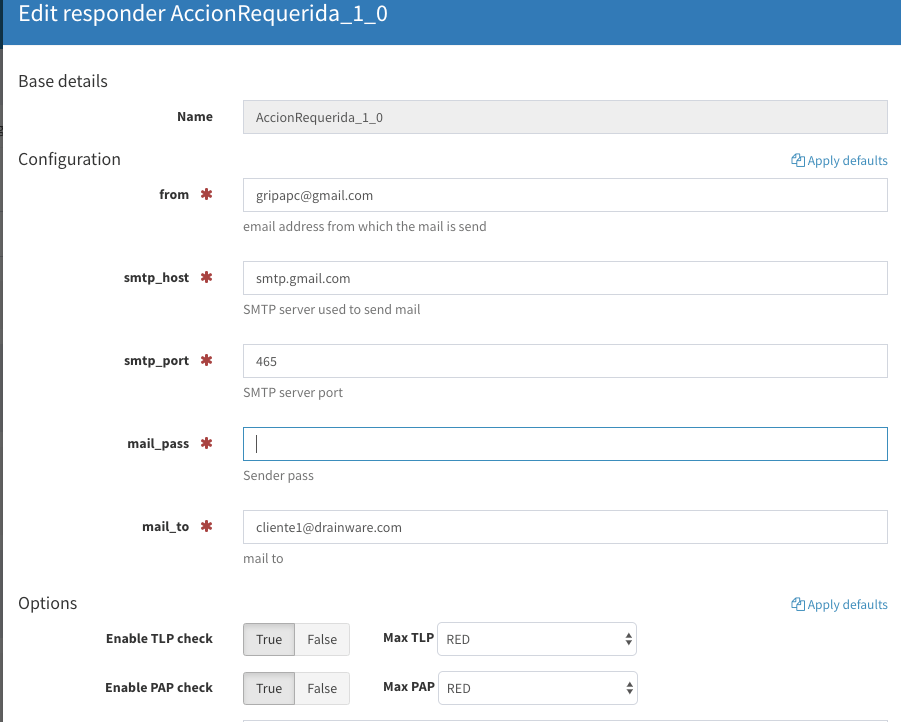 Edit responder AccionRequerida_1_0
Base details
Name AccionRequerida_1_0
Configuration Apply defaults
from ✱ gripapc@gmail.com
email address from which the mail is send
smtp_host ✱ smtp.gmail.com
SMTP server used to send mail
smtp_port ✱ 465
SMTP server port
mail_pass ✱
Sender pass
mail_to ✱ cliente1@drainware.com
mail to
Options Apply defaults
Enable TLP check True False Max TLP RED
Enable PAP check True False Max PAP RED